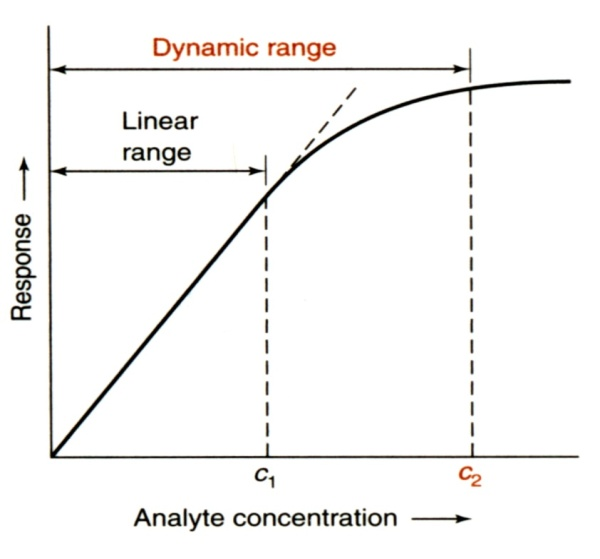 Dynamic range
Linear
range
Response
c₁
c₂
Analyte concentration